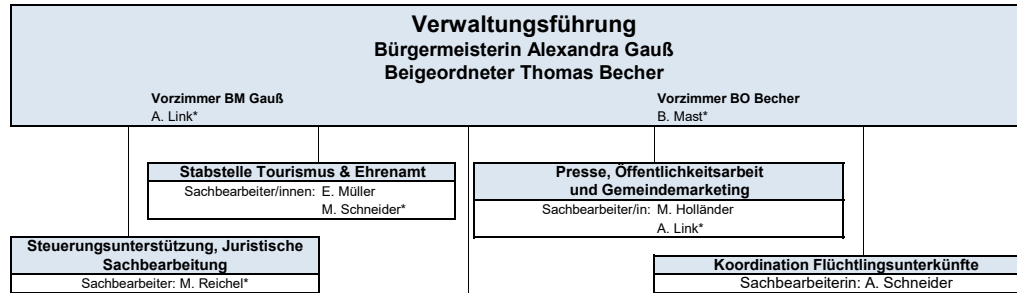 Verwaltungsführung
Bürgermeisterin Alexandra Gauß
Beigeordneter Thomas Becher
Vorzimmer BM Gauß
A. Link*
Vorzimmer BO Becher
B. Mast*
Stabstelle Tourismus & Ehrenamt
Sachbearbeiter/innen: E. Müller
M. Schneider*
Presse, Öffentlichkeitsarbeit
und Gemeindemarketing
Sachbearbeiter/in: M. Holländer
A. Link*
Steuerungsunterstützung, Juristische
Sachbearbeitung
Sachbearbeiter: M. Reichel*
Koordination Flüchtlingsunterkünfte
Sachbearbeiterin: A. Schneider